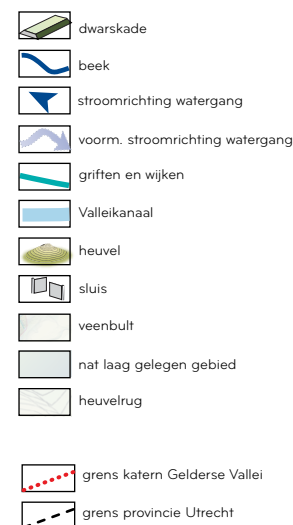 dwarskade
beek
stroomrichting watergang
voorm. stroomrichting watergang
griften en wijken
Valleikanaal
heuvel
sluis
veenbult
nat laag gelegen gebied
heuvelrug
grens katern Gelderse Vallei
grens provincie Utrecht